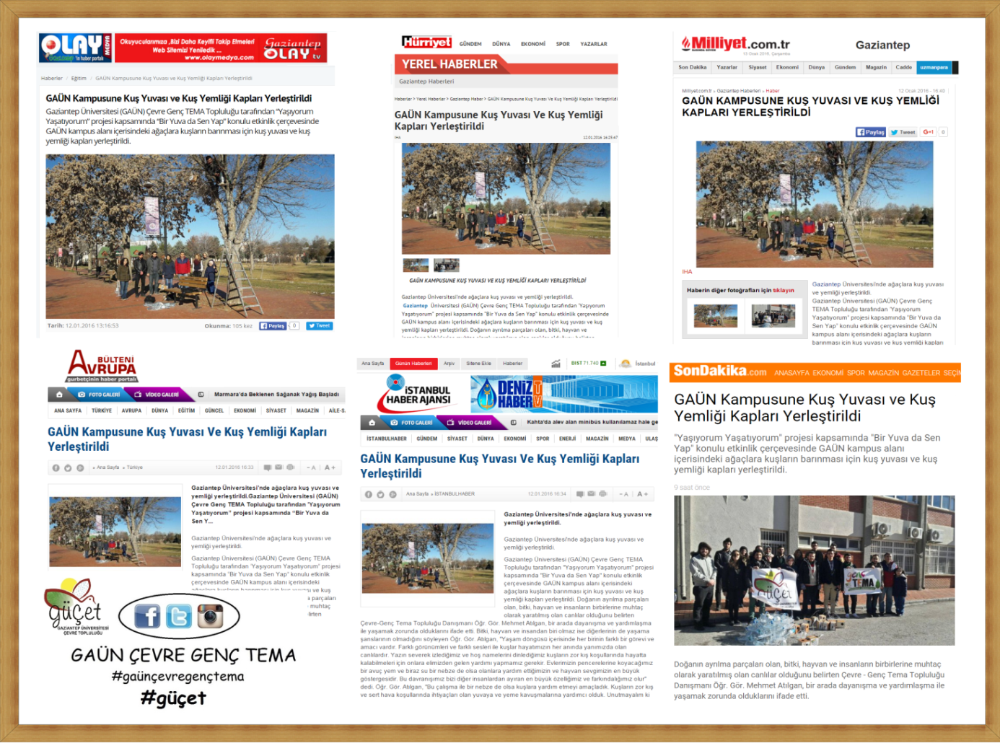 OLAY MEDYA
GAZİANTEP'in haber portalı
Okuyucularımıza ,Bizi Daha Keyifli Takip Etmeleri
Web Sitemizi Yeniledik ...
www.olaymedya.com
Gaziantep
OLAY tv
Haberler / Eğitim / GAÜN Kampusune Kuş Yuvası ve Kuş Yemliği Kapları Yerleştirildi
GAÜN Kampusune Kuş Yuvası ve Kuş Yemliği Kapları Yerleştirildi
Gaziantep Üniversitesi (GAÜN) Çevre Genç TEMA Topluluğu tarafından "Yaşıyorum
Yaşatıyorum" projesi kapsamında "Bir Yuva da Sen Yap" konulu etkinlik çerçevesinde
GAÜN kampus alanı içerisindeki ağaçlara kuşların barınması için kuş yuvası ve kuş
yemliği kapları yerleştirildi.
Tarih: 12.01.2016 13:16:53
Okunma: 105 kez
Paylaş 0
Tweet
Hürriyet
GÜNDEM DÜNYA EKONOMİ SPOR YAZARLAR
YEREL HABERLER
Gaziantep Haberleri
Haberler > Yerel Haberler > Gaziantep Haber > GAÜN Kampusune Kuş Yuvası Ve Kuş Yemliği Kapları Yerleştirildi
GAÜN Kampusune Kuş Yuvası Ve Kuş Yemliği
Kapları Yerleştirildi
IHA
12.01.2016 16:25:47
GAÜN KAMPUSUNE KUŞ YUVASI VE KUŞ YEMLİĞİ KAPLARI YERLEŞTİRİLDİ
Gaziantep Üniversitesi'nde ağaçlara kuş yuvası ve yemliği yerleştirildi.
Gaziantep Üniversitesi (GAÜN) Çevre Genç TEMA Topluluğu tarafından 'Yaşıyorum
Yaşatıyorum" projesi kapsamında "Bir Yuva da Sen Yap" konulu etkinlik çerçevesinde
GAÜN kampus alanı içerisindeki ağaçlara kuşların barınması için kuş yuvası ve kuş
yemliği kapları yerleştirildi. Doğanın ayrılma parçaları olan, bitki, hayvan ve
Milliyet.com.tr
13 Ocak 2016, Çarşamba
Gaziantep
Son Dakika Yazarlar Siyaset Ekonomi Dünya Gündem Magazin Cadde uzmanpara
Milliyet.com.tr » Gaziantep Haberleri » Haber
12 Ocak 2016 - 16:40
GAÜN KAMPUSUNE KUŞ YUVASI VE KUŞ YEMLİĞİ
KAPLARI YERLEŞTİRİLDİ
Paylaş Tweet G+1 0
IHA
Haberin diğer fotoğrafları için tıklayın
Gaziantep Üniversitesi'nde ağaçlara kuş yuvası
ve yemliği yerleştirildi.
Gaziantep Üniversitesi (GAÜN) Çevre Genç
TEMA Topluluğu tarafından 'Yaşıyorum
Yaşatıyorum" projesi kapsamında "Bir Yuva da
Sen Yap" konulu etkinlik çerçevesinde GAÜN
kampus alanı içerisindeki ağaçlara kuşların
barınması için kuş yuvası ve kuş yemliği kapları
AVRUPA BÜLTENİ
gurbetçinin haber portalı
FOTO GALERİ VİDEO GALERİ Marmara'da Beklenen Sağanak Yağış Başladı
ANA SAYFA TÜRKİYE AVRUPA DÜNYA EĞİTİM GÜNCEL EKONOMİ SİYASET MAGAZİN AİLE-S
GAÜN Kampusune Kuş Yuvası Ve Kuş Yemliği Kapları
Yerleştirildi
» Ana Sayfa » Türkiye
12.01.2016 16:33
- A A +
Gaziantep Üniversitesi'nde ağaçlara kuş yuvası ve
yemliği yerleştirildi.Gaziantep Üniversitesi (GAÜN)
Çevre Genç TEMA Topluluğu tarafından 'Yaşıyorum
Yaşatıyorum" projesi kapsamında "Bir Yuva da
Sen Y...
Gaziantep Üniversitesi'nde ağaçlara kuş yuvası ve
yemliği yerleştirildi.
Gaziantep Üniversitesi (GAÜN) Çevre Genç TEMA
Topluluğu tarafından 'Yaşıyorum Yaşatıyorum" projesi
kapsamında "Bir Yuva da Sen Yap" konulu etkinlik
çerçevesinde GAÜN kampus alanı içerisindeki
parçaları
muhtaç
elirten
güçet
GAZİANTEP ÜNİVERSİTESİ
ÇEVRE TOPLULUĞU
GAÜN ÇEVRE GENÇ TEMA
#gaünçevregençtema
#güçet
Ana Sayfa Günün Haberleri Arşiv Sitene Ekle Haberler
BIST 71.740
İstanbul
İSTANBUL
HABER AJANSI
DENİZ
HABER TV
FOTO GALERİ VİDEO GALERİ Kahta'da alev alan minibüs kullanılamaz hale ge
İSTANBULHABER GÜNDEM SİYASET DÜNYA EKONOMİ SPOR ENERJİ MAGAZİN MEDYA ULAŞ
GAÜN Kampusune Kuş Yuvası Ve Kuş Yemliği Kapları
Yerleştirildi
Ana Sayfa » İSTANBULHABER
12.01.2016 16:34
- A A +
Gaziantep Üniversitesi'nde ağaçlara kuş yuvası ve
yemliği yerleştirildi.
Gaziantep Üniversitesi'nde ağaçlara kuş yuvası ve
yemliği yerleştirildi.
Gaziantep Üniversitesi (GAÜN) Çevre Genç TEMA
Topluluğu tarafından 'Yaşıyorum Yaşatıyorum" projesi
kapsamında "Bir Yuva da Sen Yap" konulu etkinlik
çerçevesinde GAÜN kampus alanı içerisindeki
ağaçlara kuşların barınması için kuş yuvası ve kuş
yemliği kapları yerleştirildi. Doğanın ayrılma parçaları
olan, bitki, hayvan ve insanların birbirlerine muhtaç
olarak yaratılmış olan canlılar olduğunu belirten
Çevre-Genç Tema Topluluğu Danışmanı Öğr. Gör. Mehmet Atılgan, bir arada dayanışma ve yardımlaşma
ile yaşamak zorunda olduklarını ifade etti. Bitki, hayvan ve insandan biri olmaz ise diğerlerinin de yaşama
şanslarının olmadığını söyleyen Öğr. Gör. Atılgan, "Yaşam döngüsü içerisinde her birinin farklı bir görevi ve
amacı vardır. Farklı görünümleri ve farklı sesleri ile kuşlar hayatımızın her anında yanımızda olan
canlılardır. Yazın severek izlediğimiz ve hoş namelerini dinlediğimiz kuşların zor kış koşullarında hayatta
kalabilmeleri için onlara elimizden gelen yardımı yapmamız gerekir. Evlerimizin pencerelerine koyacağımız
bir avuç yem ve biraz su bir nebze de olsa olanlara yardım ettiğimizin ve hayvan sevgimizin en büyük
göstergesidir. Bu davranışımız bizi diğer insanlardan ayıran en büyük özelliğimiz ve farkındalığımız olur"
dedi. Öğr. Gör. Atılgan, "Bu çalışma ile bir nebze de olsa kuşlara yardım etmeyi amaçladık. Kuşların zor kış
ve sert hava koşullarında ihtiyaçları olan yuvaya ve yeme kavuşmalarına yardımcı olduk. Unutmayalım ki
SonDakika.com ANASAYFA EKONOMİ SPOR MAGAZİN GAZETELER SEÇİM
GAÜN Kampusune Kuş Yuvası ve Kuş
Yemliği Kapları Yerleştirildi
"Yaşıyorum Yaşatıyorum" projesi kapsamında "Bir Yuva da Sen
Yap" konulu etkinlik çerçevesinde GAÜN kampus alanı
içerisindeki ağaçlara kuşların barınması için kuş yuvası ve kuş
yemliği kapları yerleştirildi.
9 saat önce
güçet
genç
TEMA
Doğanın ayrılma parçaları olan, bitki, hayvan ve insanların birbirlerine muhtaç
olarak yaratılmış olan canlılar olduğunu belirten Çevre - Genç Tema Topluluğu
Danışmanı Öğr. Gör. Mehmet Atılgan, bir arada dayanışma ve yardımlaşma ile
yaşamak zorunda olduklarını ifade etti.